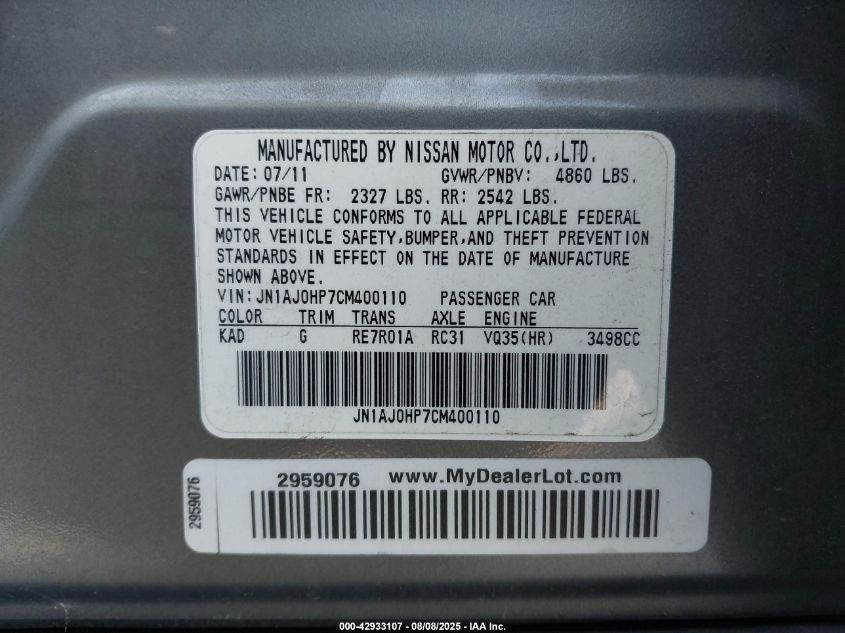 MANUFACTURED BY NISSAN MOTOR CO.,LTD.
DATE: 07/11 GVWR/PNBV: 4860 LBS.
GAWR/PNBE FR: 2327 LBS. RR: 2542 LBS.
THIS VEHICLE CONFORMS TO ALL APPLICABLE FEDERAL
MOTOR VEHICLE SAFETY,BUMPER,AND THEFT PREVENTION
STANDARDS IN EFFECT ON THE DATE OF MANUFACTURE
SHOWN ABOVE.
VIN:JN1AJ0HP7CM400110 PASSENGER CAR
COLOR TRIM TRANS AXLE ENGINE
KAD G RE7R01A RC31 VQ35(HR) 3498CC
JN1AJ0HP7CM400110
2959076
2959076 www.MyDealerLot.com
000-42933107 - 08/08/2025 - IAA Inc.